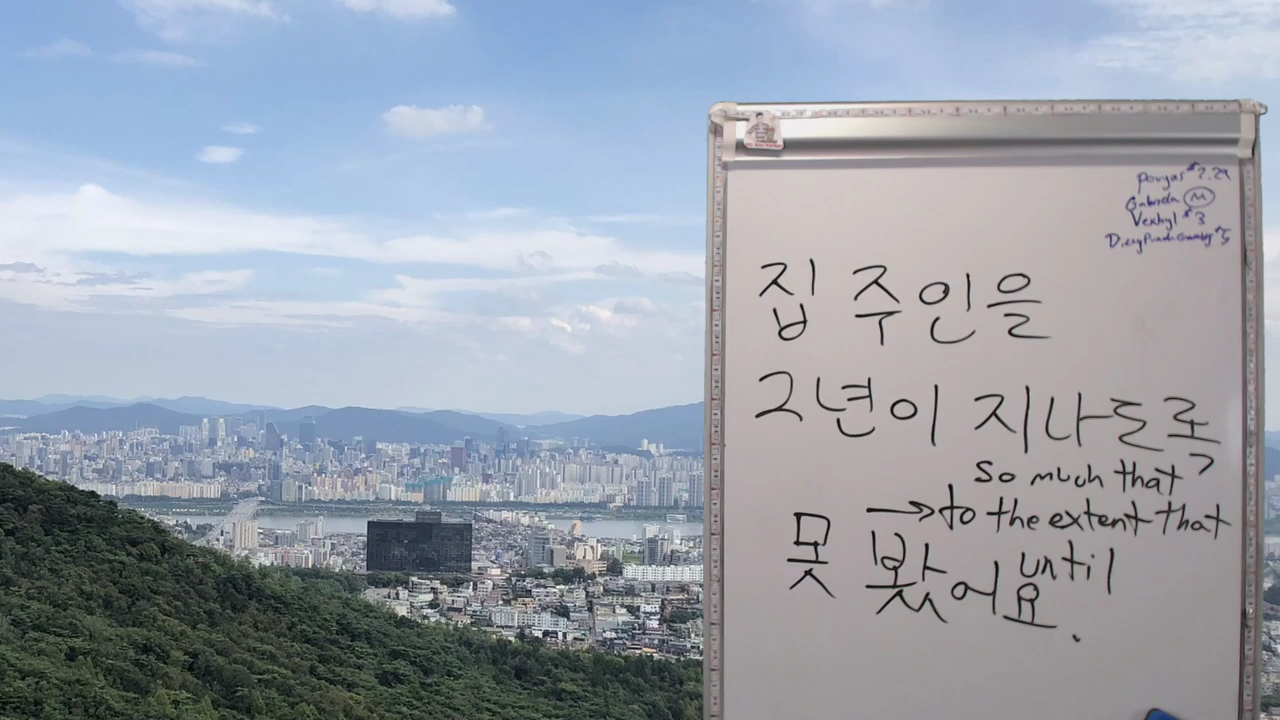 Gabriela M
Vexhyl $3
집 주인을
2년이 지나도록
so much that
→ to the extent that
못 봤어요.
until